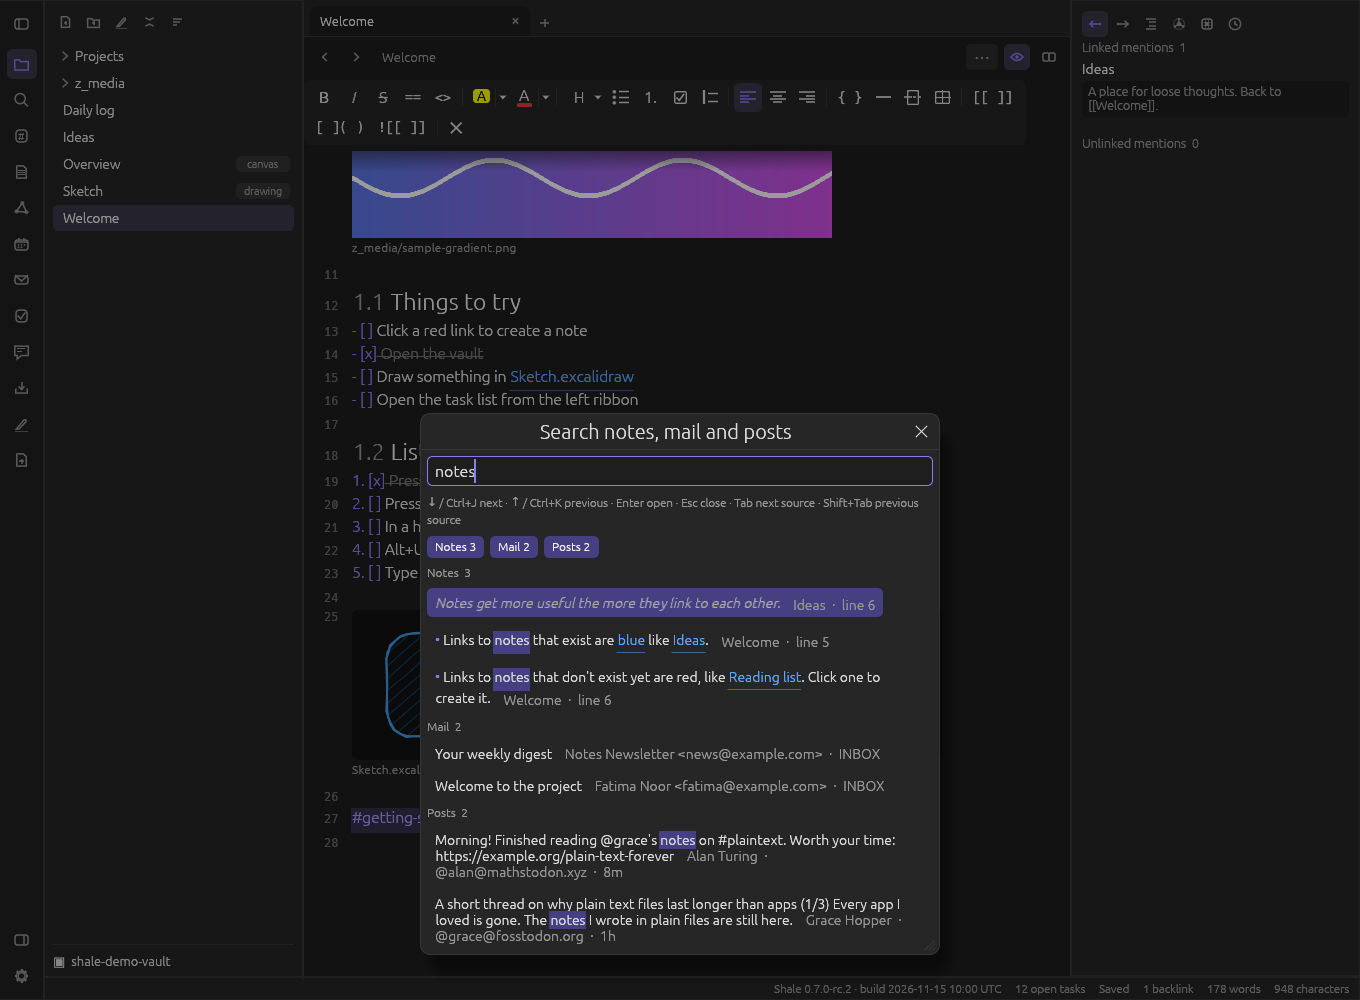 Welcome
Projects
z_media
Daily log
Ideas
Overview canvas
Sketch drawing
Welcome
shale-demo-vault
Welcome
B I S == <> A A H 1. { } — [[ ]]
[ ]( ) ![[ ]]
z_media/sample-gradient.png
11
12 1.1 Things to try
13 - [ ] Click a red link to create a note
14 - [x] Open the vault
15 - [ ] Draw something in Sketch.excalidraw
16 - [ ] Open the task list from the left ribbon
17
18 1.2 Lis
19 1. [x] Press
20 2. [ ] Press
21 3. [ ] In a h
22 4. [ ] Alt+U
23 5. [ ] Type
24
25
Sketch.excal
26
27 #getting-s
28
Search notes, mail and posts
notes
↓ / Ctrl+J next · ↑ / Ctrl+K previous · Enter open · Esc close · Tab next source · Shift+Tab previous
source
Notes 3 Mail 2 Posts 2
Notes 3
Notes get more useful the more they link to each other. Ideas · line 6
• Links to notes that exist are blue like Ideas. Welcome · line 5
• Links to notes that don't exist yet are red, like Reading list. Click one to
create it. Welcome · line 6
Mail 2
Your weekly digest Notes Newsletter <news@example.com> · INBOX
Welcome to the project Fatima Noor <fatima@example.com> · INBOX
Posts 2
Morning! Finished reading @grace's notes on #plaintext. Worth your time:
https://example.org/plain-text-forever Alan Turing ·
@alan@mathstodon.xyz · 8m
A short thread on why plain text files last longer than apps (1/3) Every app I
loved is gone. The notes I wrote in plain files are still here. Grace Hopper ·
@grace@fosstodon.org · 1h
Linked mentions 1
Ideas
A place for loose thoughts. Back to
[[Welcome]].
Unlinked mentions 0
Shale 0.7.0-rc.2 · build 2026-11-15 10:00 UTC 12 open tasks Saved 1 backlink 178 words 948 characters